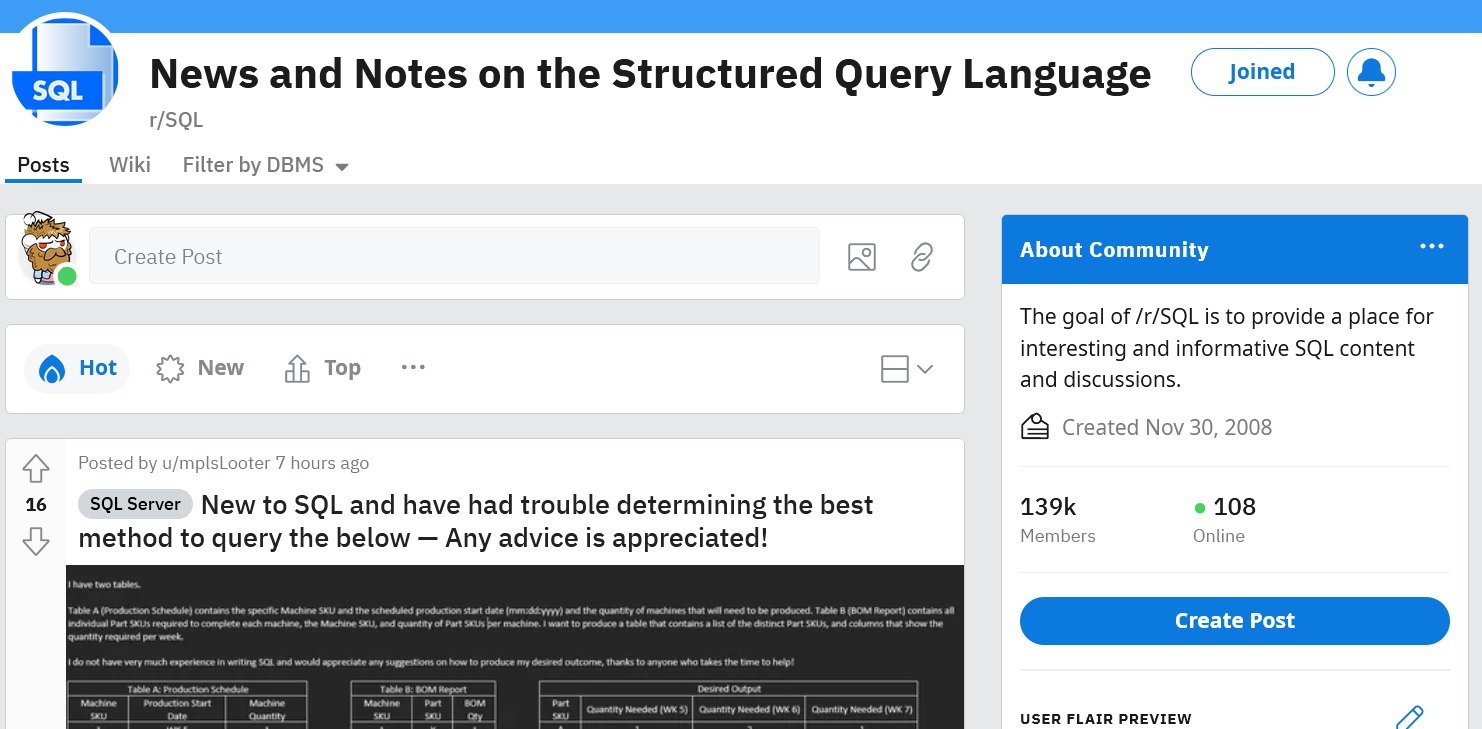 SQL
News and Notes on the Structured Query Language
Joined
r/SQL
Posts
Wiki
Filter by DBMS
Create Post
Hot
New
Top
Posted by u/mplsLooter 7 hours ago
16
SQL Server New to SQL and have had trouble determining the best
method to query the below — Any advice is appreciated!
I have two tables.
Table A (Production Schedule) contains the specific Machine SKU and the scheduled production start date (mm:dd:yyyy) and the quantity of machines that will need to be produced. Table B (BOM Report) contains all
individual Part SKUs required to complete each machine, the Machine SKU, and quantity of Part SKUs per machine. I want to produce a table that contains a list of the distinct Part SKUs, and columns that show the
quantity required per week.
I do not have very much experience in writing SQL and would appreciate any suggestions on how to produce my desired outcome, thanks to anyone who takes the time to help!
Table A: Production Schedule
Machine SKU
Production Start Date
Machine Quantity
Table B: BOM Report
Machine SKU
Part SKU
BOM Qty
Desired Output
Part SKU
Quantity Needed (WK 5)
Quantity Needed (WK 6)
Quantity Needed (WK 7)
About Community
The goal of /r/SQL is to provide a place for
interesting and informative SQL content
and discussions.
Created Nov 30, 2008
139k
Members
108
Online
Create Post
USER FLAIR PREVIEW